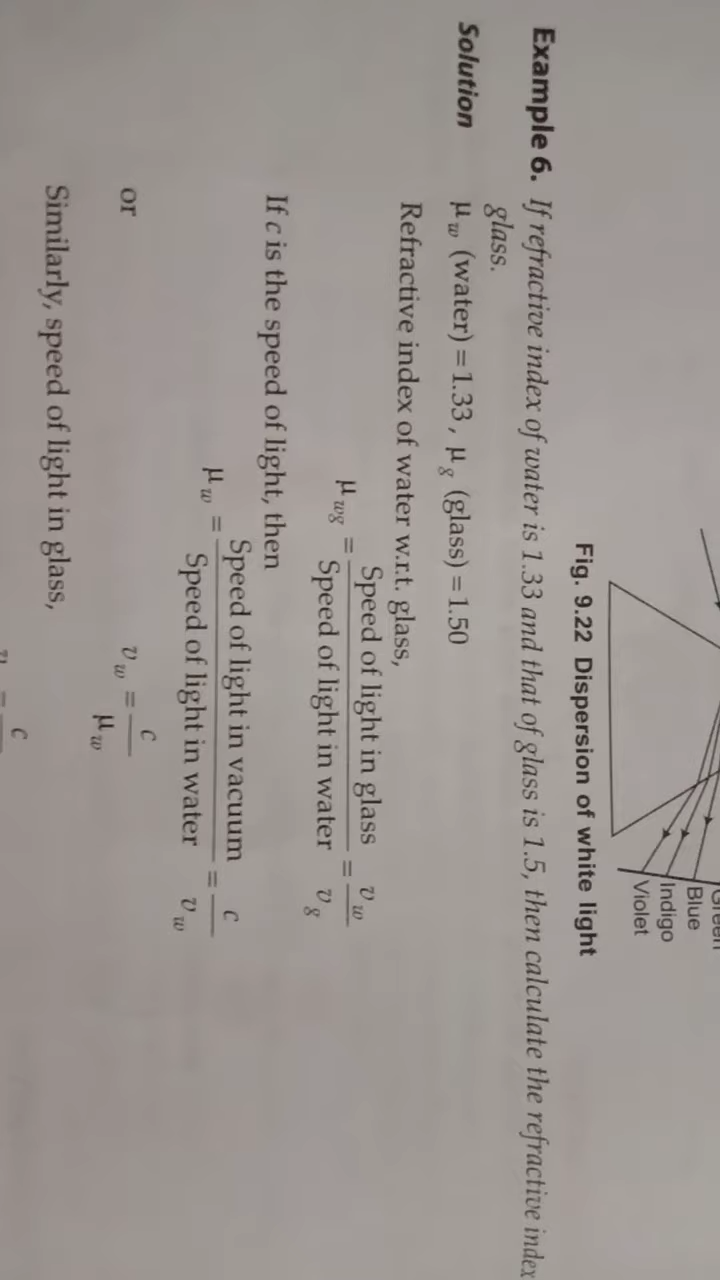 Green
Blue
Indigo
Violet
Fig. 9.22 Dispersion of white light
Example 6. If refractive index of water is 1.33 and that of glass is 1.5, then calculate the refractive index
glass.
Solution μw (water) = 1.33, μg (glass) = 1.50
Refractive index of water w.r.t. glass,
μwg = Speed of light in glass / Speed of light in water = vw / vg
If c is the speed of light, then
μw = Speed of light in vacuum / Speed of light in water = c / vw
or vw = c / μw
Similarly, speed of light in glass,
c